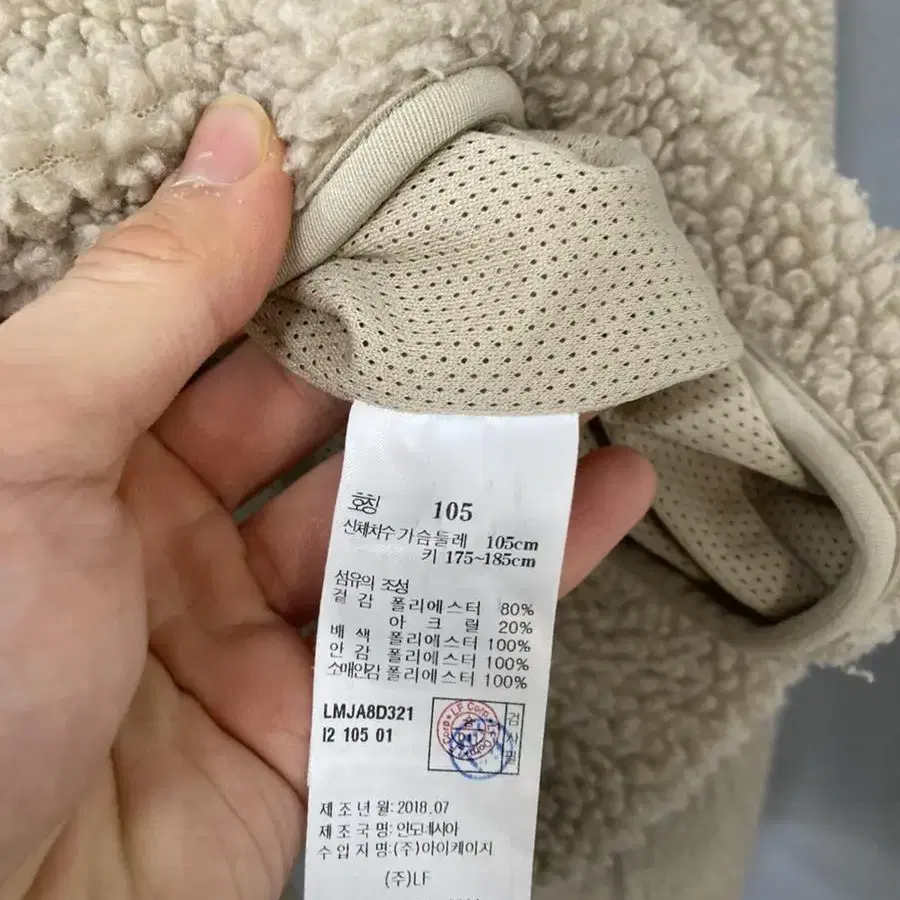 호칭 105
신체치수 가슴둘레 105cm
키 175~185cm
섬유의 조성
겉감 폴리에스터 80%
아크릴 20%
배색 폴리에스터 100%
안감 폴리에스터 100%
소매안감 폴리에스터 100%
LMJA8D321
I2 105 01
LF Corp
검사필
제조년월: 2018.07
제조국명: 인도네시아
수입자명: (주)아이케이지
(주)LF